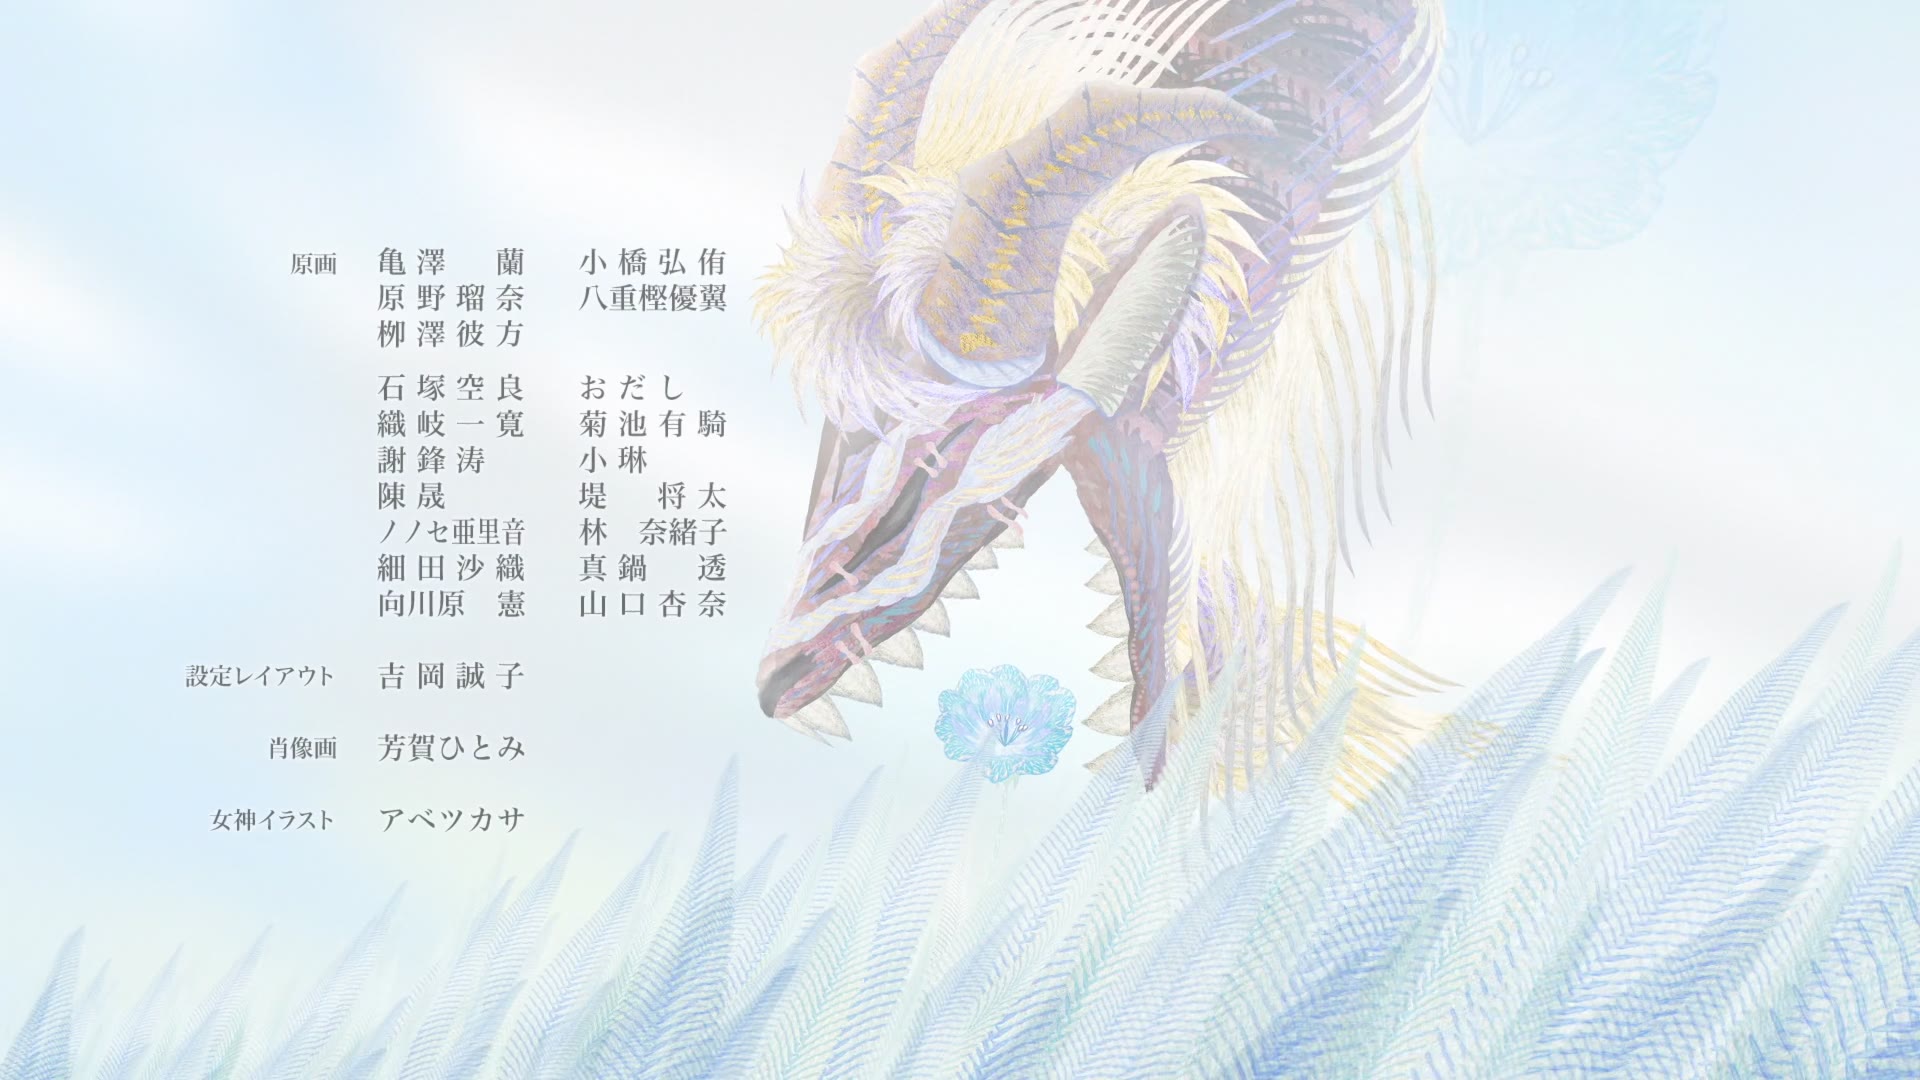 原画 亀澤 蘭 小橋弘侑
原野瑠奈 八重樫優翼
栁澤彼方
石塚空良 おだし
織岐一寛 菊池有騎
謝鋒涛 小琳
陳晟 堤 将太
ノノセ亜里音 林 奈緒子
細田沙織 真鍋 透
向川原 憲 山口杏奈
設定レイアウト 吉岡誠子
肖像画 芳賀ひとみ
女神イラスト アベツカサ